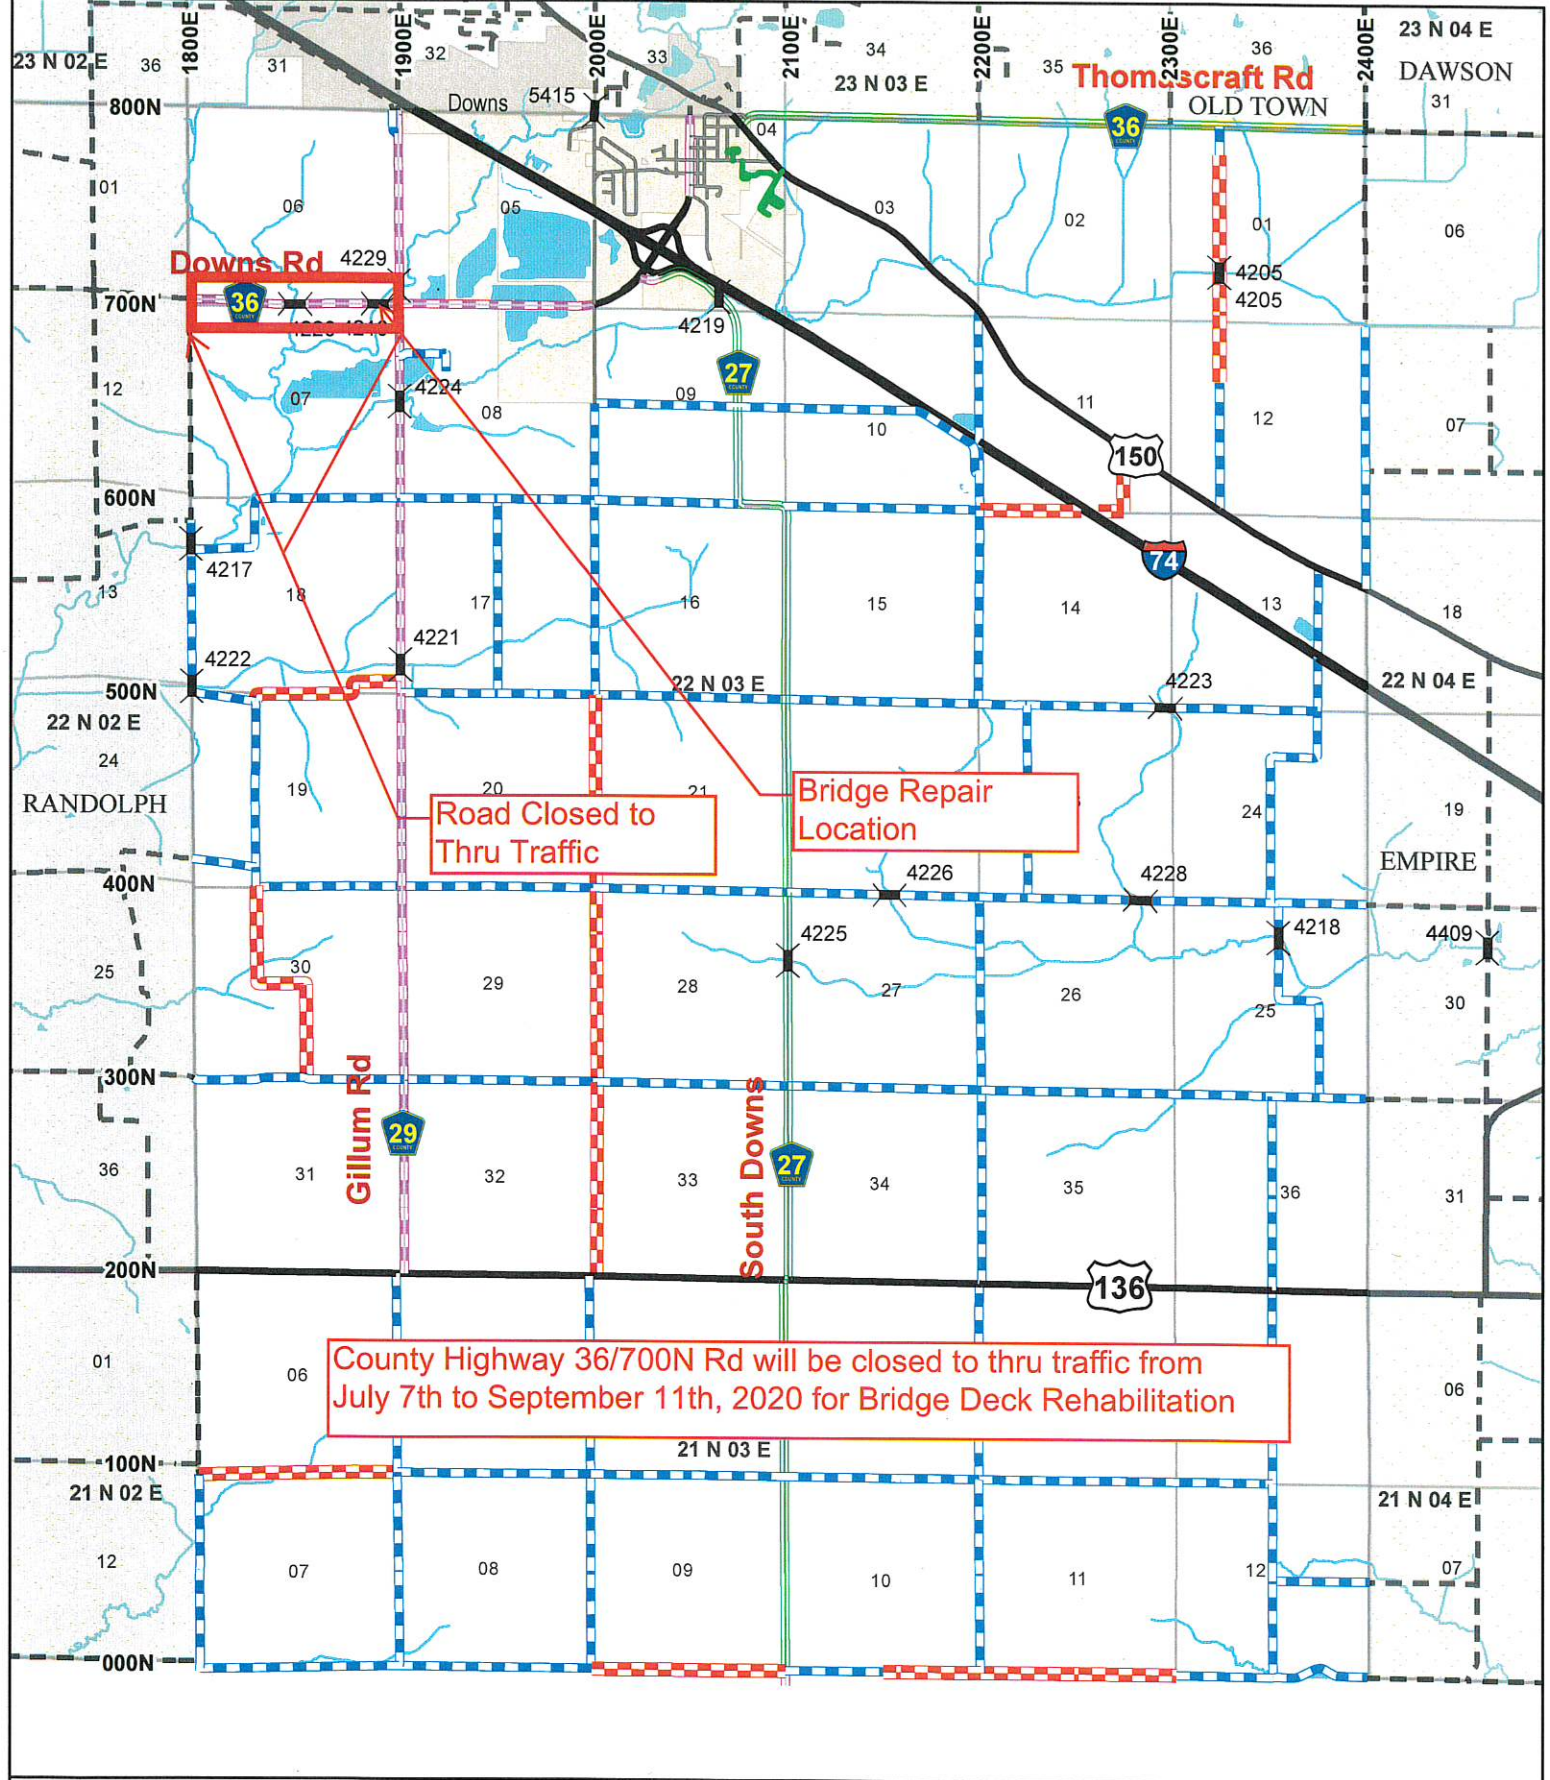 1800E
1900E
2000E
2100E
2200E
2300E
2400E
23 N 04 E
23 N 02 E
36
31
32
33
34
35
36
DAWSON
23 N 03 E
Thomascraft Rd
OLD TOWN
31
800N
Downs
5415
04
36
COUNTY
01
06
05
03
02
01
06
Downs Rd
4229
4205
4205
700N
36
COUNTY
4219
27
COUNTY
12
07
4224
08
09
10
11
12
07
150
600N
74
4217
13
18
17
16
15
14
13
18
4222
4221
500N
22 N 03 E
4223
22 N 04 E
22 N 02 E
24
19
20
21
24
19
RANDOLPH
Road Closed to
Thru Traffic
Bridge Repair
Location
EMPIRE
400N
4226
4228
4225
4218
4409
25
30
29
28
27
26
25
30
300N
Gillum Rd
29
COUNTY
South Downs
27
COUNTY
36
31
32
33
34
35
36
31
200N
136
01
06
County Highway 36/700N Rd will be closed to thru traffic from
July 7th to September 11th, 2020 for Bridge Deck Rehabilitation
06
100N
21 N 03 E
21 N 02 E
21 N 04 E
12
07
08
09
10
11
12
07
000N